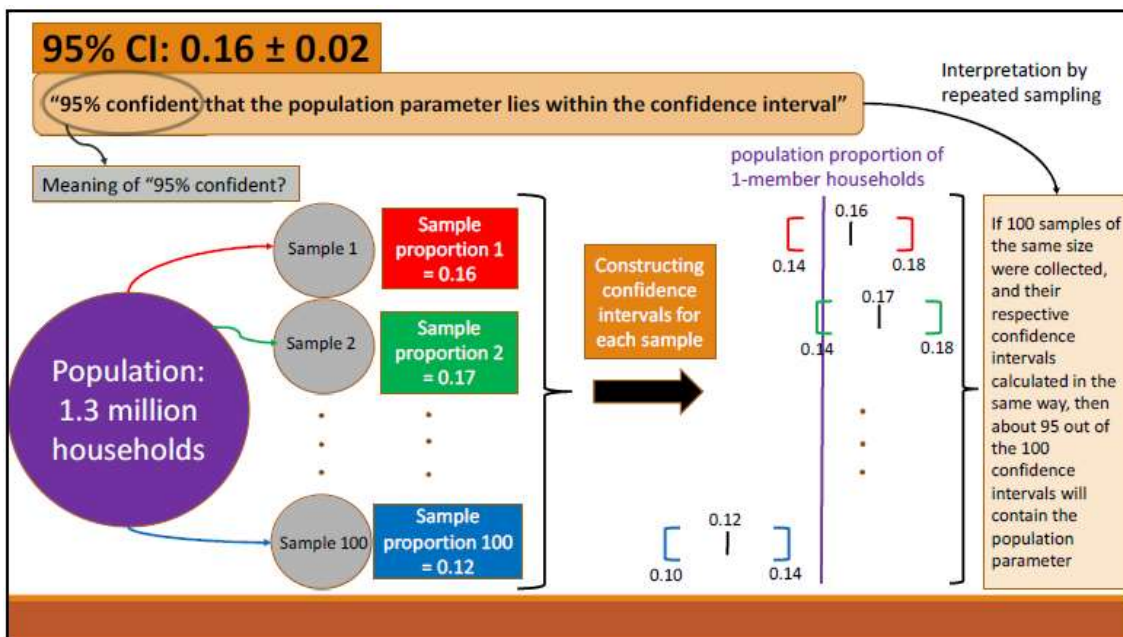 95% CI: 0.16 ± 0.02
"95% confident that the population parameter lies within the confidence interval"
Interpretation by
repeated sampling
Meaning of "95% confident?
Population:
1.3 million
households
Sample 1
Sample
proportion 1
= 0.16
Sample 2
Sample
proportion 2
= 0.17
Sample 100
Sample
proportion 100
= 0.12
Constructing
confidence
intervals for
each sample
population proportion of
1-member households
0.16
0.14
0.18
0.17
0.14
0.18
0.12
0.10
0.14
If 100 samples of
the same size
were collected,
and their
respective
confidence
intervals
calculated in the
same way, then
about 95 out of
the 100
confidence
intervals will
contain the
population
parameter